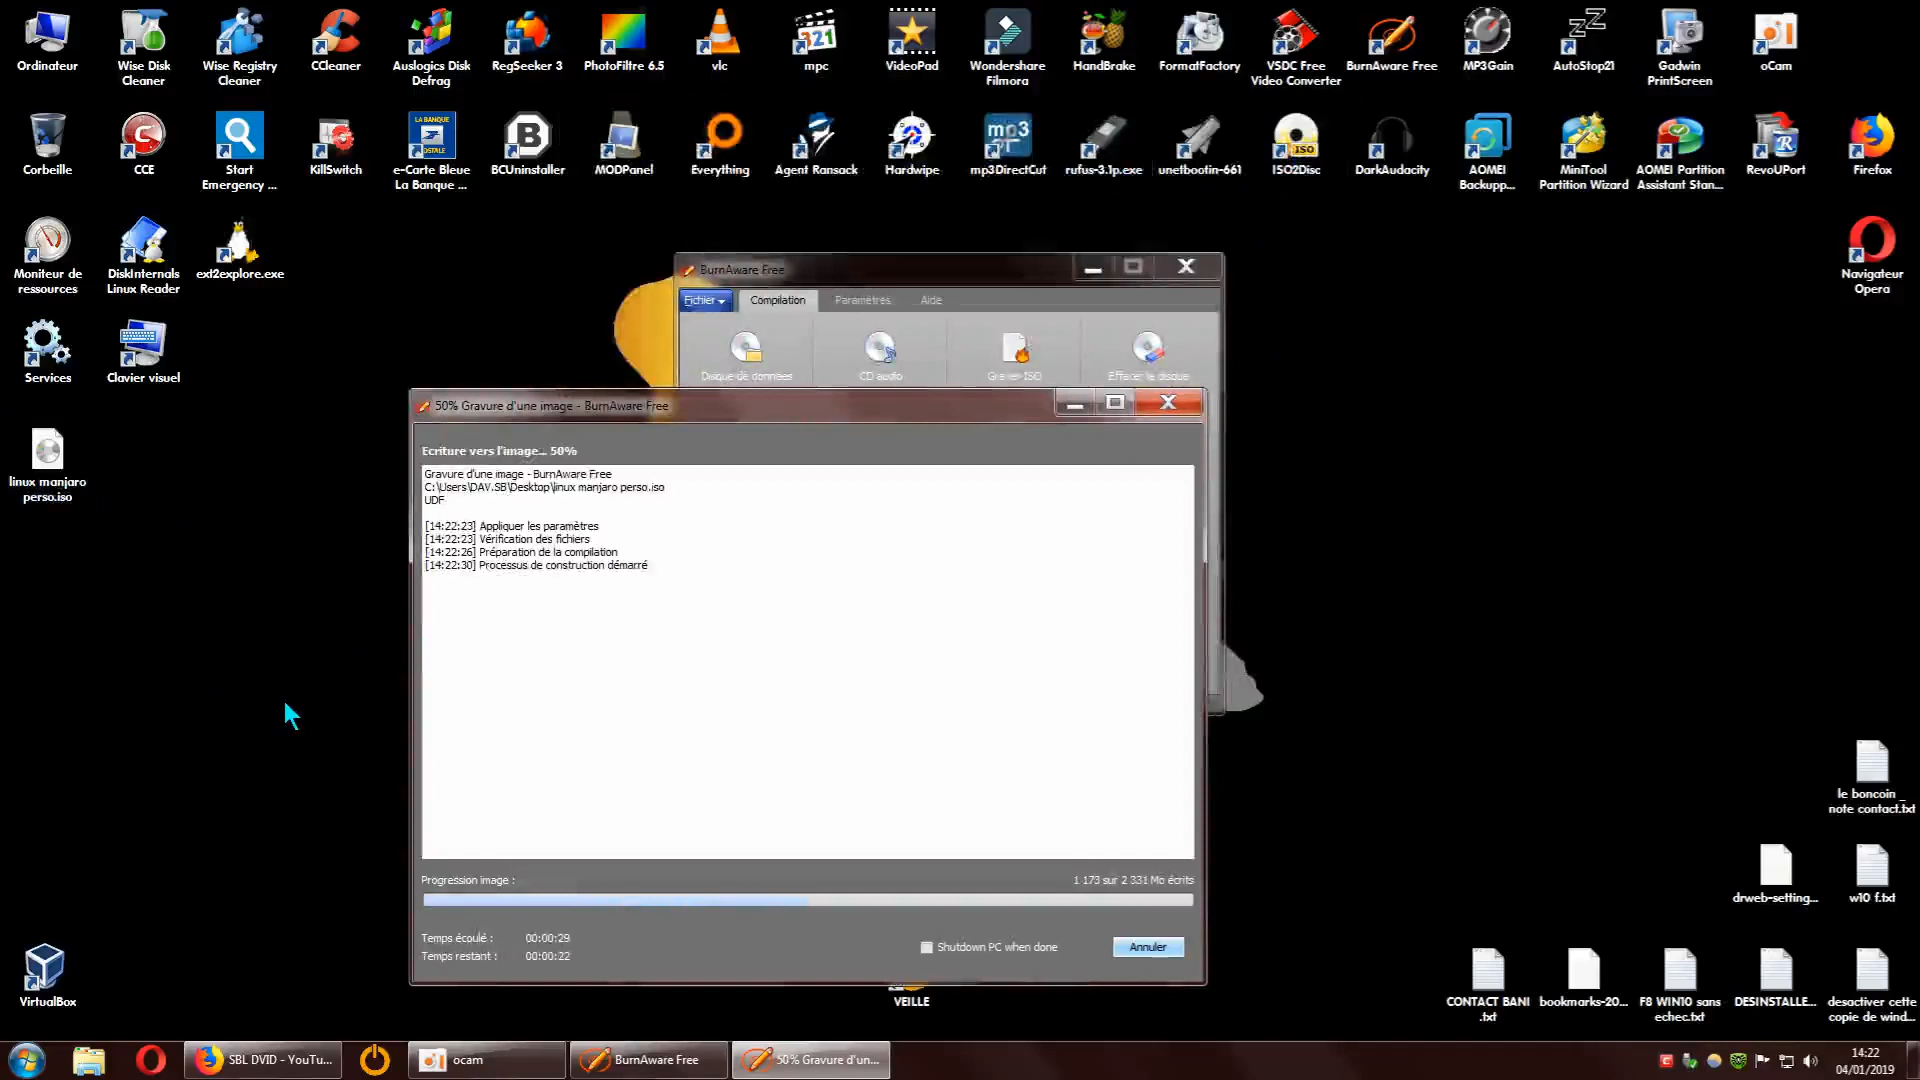 Ordinateur
Wise Disk
Cleaner
Wise Registry
Cleaner
CCleaner
Auslogics Disk
Defrag
RegSeeker 3
PhotoFiltre 6.5
vlc
321
mpc
VideoPad
Wondershare
Filmora
HandBrake
FormatFactory
VSDC Free
Video Converter
BurnAware Free
MP3Gain
AutoStop21
Gadwin
PrintScreen
oCam
Corbeille
CCE
Start
Emergency ...
KillSwitch
LA BANQUE
POSTALE
e-Carte Bleue
La Banque ...
BCUninstaller
MODPanel
Everything
Agent Ransack
Hardwipe
mp3
mp3DirectCut
rufus-3.1p.exe
unetbootin-661
ISO
ISO2Disc
DarkAudacity
AOMEI
Backupp...
MiniTool
Partition Wizard
AOMEI Partition
Assistant Stan...
RevoUPort
Firefox
Moniteur de
ressources
DiskInternals
Linux Reader
ext2explore.exe
Navigateur
Opera
Services
Clavier visuel
linux manjaro
perso.iso
BurnAware Free
Fichier
Compilation
Paramètres
Aide
Disque de données
CD audio
Graver ISO
Effacer le disque
50% Gravure d'une image - BurnAware Free
Ecriture vers l'image... 50%
Gravure d'une image - BurnAware Free
C:\Users\DAV.SB\Desktop\linux manjaro perso.iso
UDF
[14:22:23] Appliquer les paramètres
[14:22:23] Vérification des fichiers
[14:22:26] Préparation de la compilation
[14:22:30] Processus de construction démarré
Progression image :
1 173 sur 2 331 Mo écrits
Temps écoulé :
00:00:29
Temps restant :
00:00:22
Shutdown PC when done
Annuler
le boncoin _
note contact.txt
drweb-setting...
w10 f.txt
VirtualBox
VEILLE
CONTACT BANI
.txt
bookmarks-20...
F8 WIN10 sans
echec.txt
DESINSTALLE...
desactiver cette
copie de wind...
SBL DVID - YouTu...
ocam
BurnAware Free
50% Gravure d'un...
14:22
04/01/2019